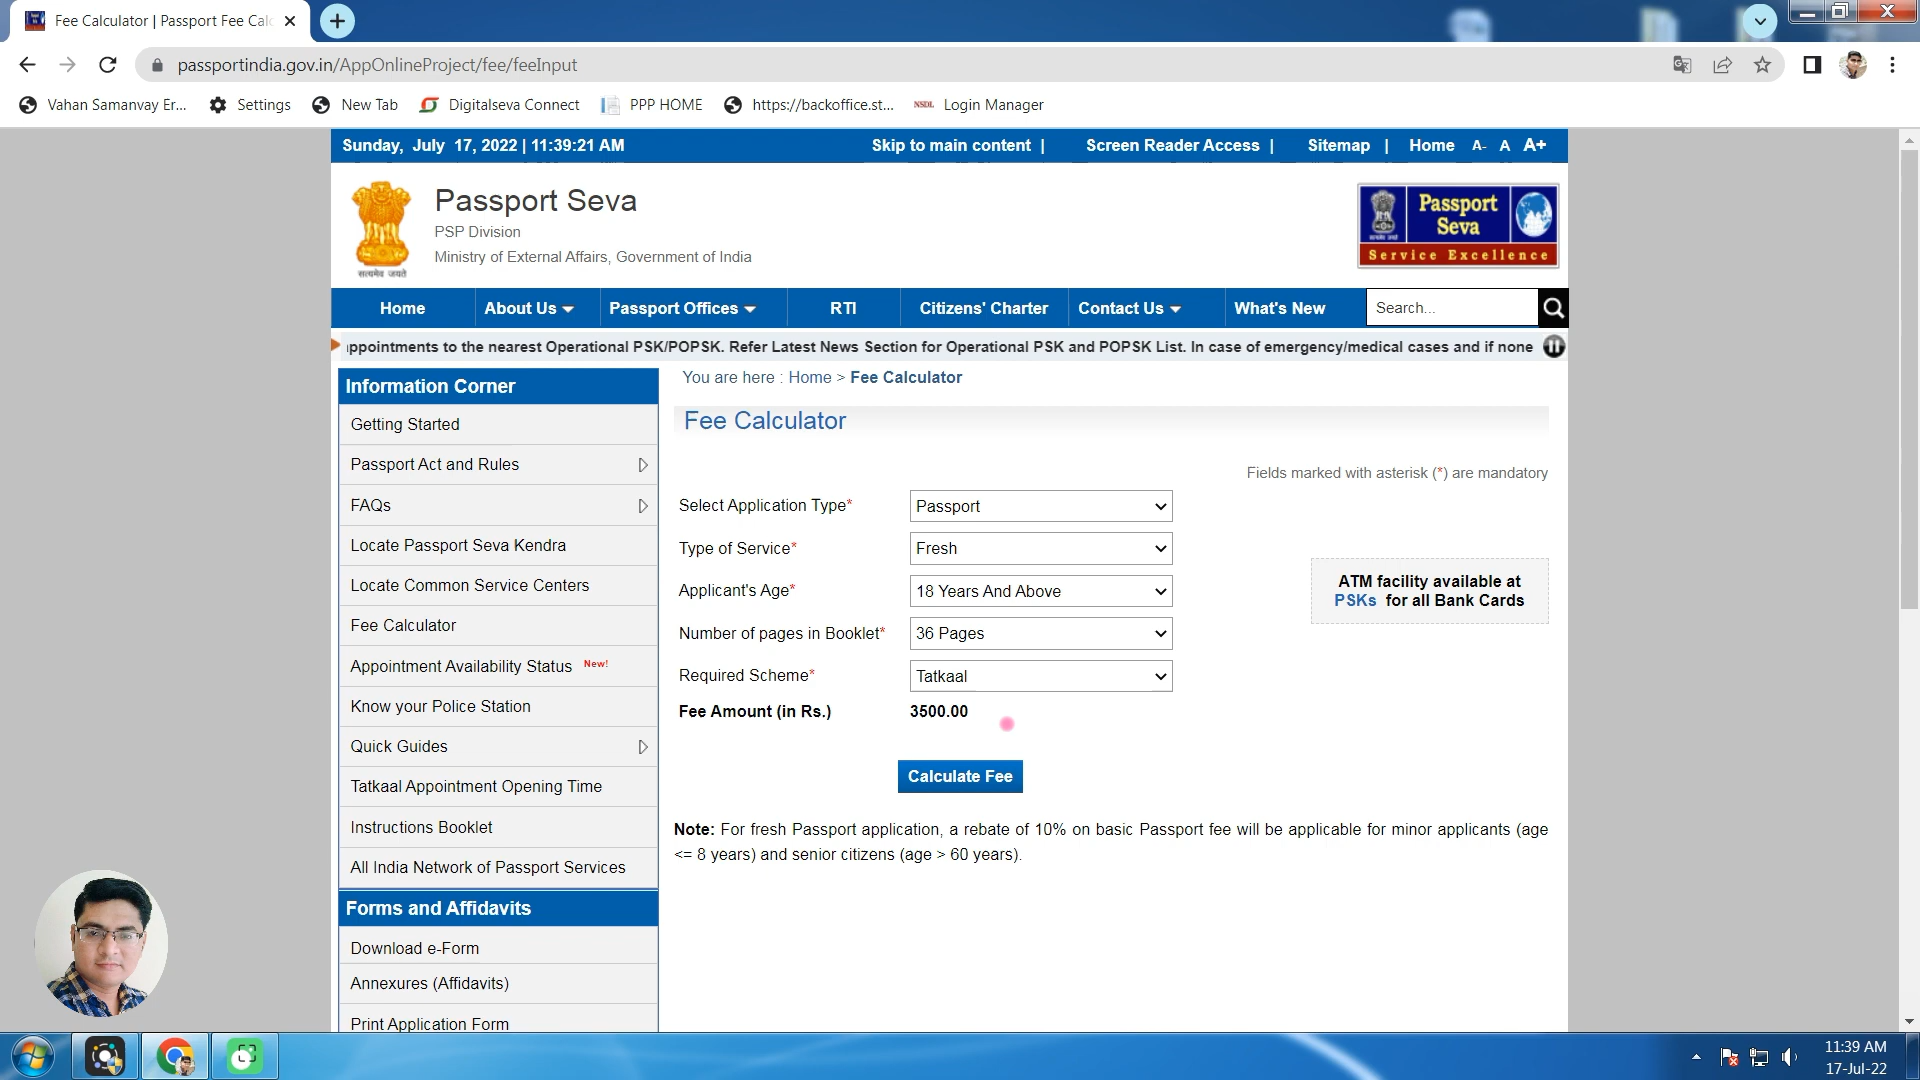 Fee Calculator | Passport Fee Calc
passportindia.gov.in/AppOnlineProject/fee/feeInput
Vahan Samanvay Er... Settings New Tab Digitalseva Connect PPP HOME https://backoffice.st... NSDL Login Manager
Sunday, July 17, 2022 | 11:39:21 AM Skip to main content | Screen Reader Access | Sitemap | Home A- A A+
Passport Seva
PSP Division
Ministry of External Affairs, Government of India
सत्यमेव जयते
Passport
Seva
Service Excellence
Home About Us Passport Offices RTI Citizens' Charter Contact Us What's New Search...
appointments to the nearest Operational PSK/POPSK. Refer Latest News Section for Operational PSK and POPSK List. In case of emergency/medical cases and if none
Information Corner
Getting Started
Passport Act and Rules
FAQs
Locate Passport Seva Kendra
Locate Common Service Centers
Fee Calculator
Appointment Availability Status New!
Know your Police Station
Quick Guides
Tatkaal Appointment Opening Time
Instructions Booklet
All India Network of Passport Services
Forms and Affidavits
Download e-Form
Annexures (Affidavits)
Print Application Form
You are here : Home > Fee Calculator
Fee Calculator
Fields marked with asterisk (*) are mandatory
Select Application Type* Passport
Type of Service* Fresh
Applicant's Age* 18 Years And Above
Number of pages in Booklet* 36 Pages
Required Scheme* Tatkaal
Fee Amount (in Rs.) 3500.00
ATM facility available at
PSKs for all Bank Cards
Calculate Fee
Note: For fresh Passport application, a rebate of 10% on basic Passport fee will be applicable for minor applicants (age
<= 8 years) and senior citizens (age > 60 years).
11:39 AM
17-Jul-22